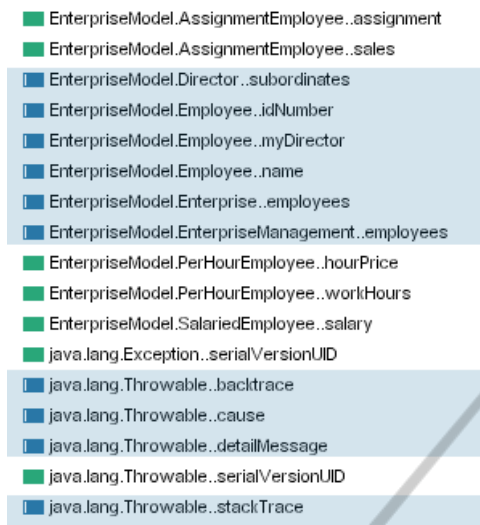 EnterpriseModel.AssignmentEmployee..assignment
EnterpriseModel.AssignmentEmployee..sales
EnterpriseModel.Director..subordinates
EnterpriseModel.Employee..idNumber
EnterpriseModel.Employee..myDirector
EnterpriseModel.Employee..name
EnterpriseModel.Enterprise..employees
EnterpriseModel.EnterpriseManagement..employees
EnterpriseModel.PerHourEmployee..hourPrice
EnterpriseModel.PerHourEmployee..workHours
EnterpriseModel.SalariedEmployee..salary
java.lang.Exception..serialVersionUID
java.lang.Throwable..backtrace
java.lang.Throwable..cause
java.lang.Throwable..detailMessage
java.lang.Throwable..serialVersionUID
java.lang.Throwable..stackTrace